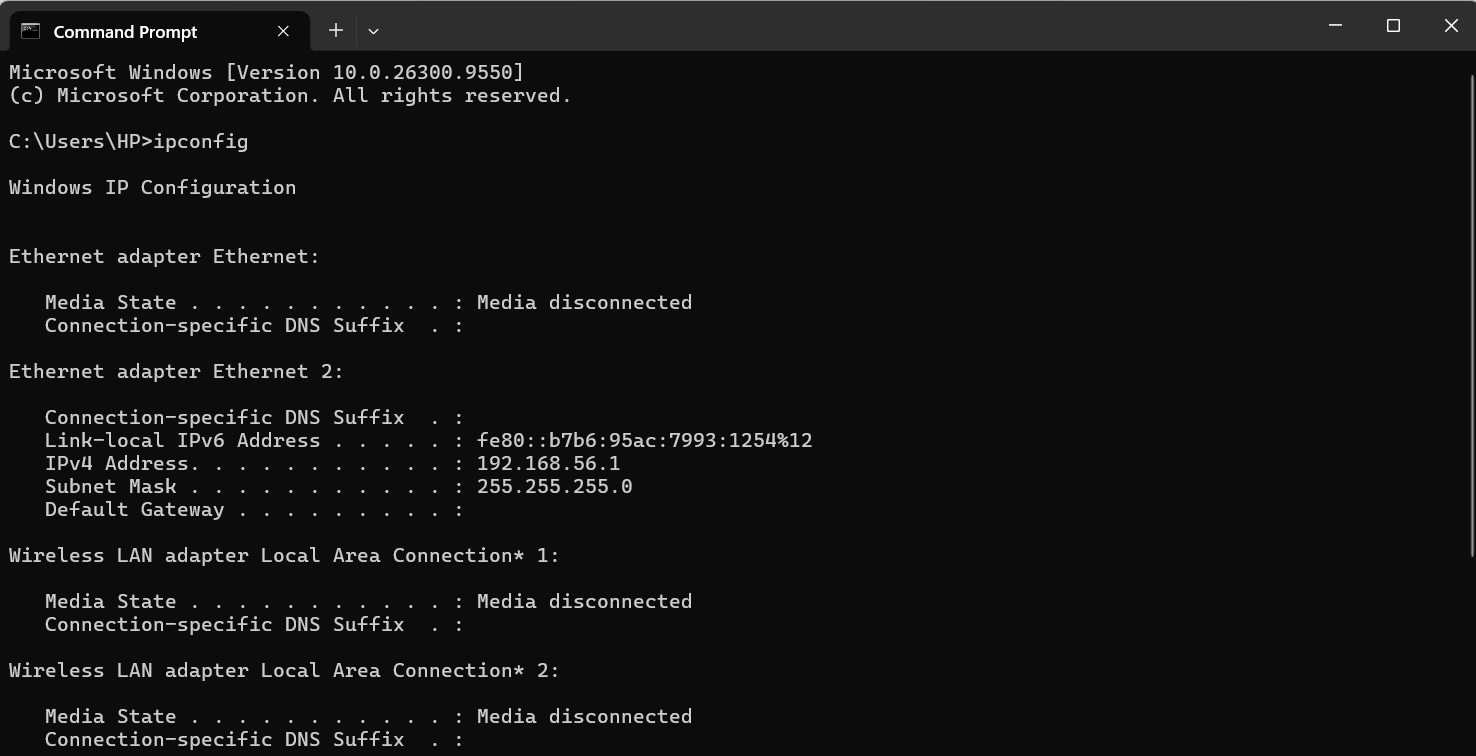 Command Prompt
Microsoft Windows [Version 10.0.26300.9550]
(c) Microsoft Corporation. All rights reserved.
C:\Users\HP>ipconfig
Windows IP Configuration
Ethernet adapter Ethernet:
   Media State . . . . . . . . . . . : Media disconnected
   Connection-specific DNS Suffix  . :
Ethernet adapter Ethernet 2:
   Connection-specific DNS Suffix  . :
   Link-local IPv6 Address . . . . . : fe80::b7b6:95ac:7993:1254%12
   IPv4 Address. . . . . . . . . . . : 192.168.56.1
   Subnet Mask . . . . . . . . . . . : 255.255.255.0
   Default Gateway . . . . . . . . . :
Wireless LAN adapter Local Area Connection* 1:
   Media State . . . . . . . . . . . : Media disconnected
   Connection-specific DNS Suffix  . :
Wireless LAN adapter Local Area Connection* 2:
   Media State . . . . . . . . . . . : Media disconnected
   Connection-specific DNS Suffix  . :